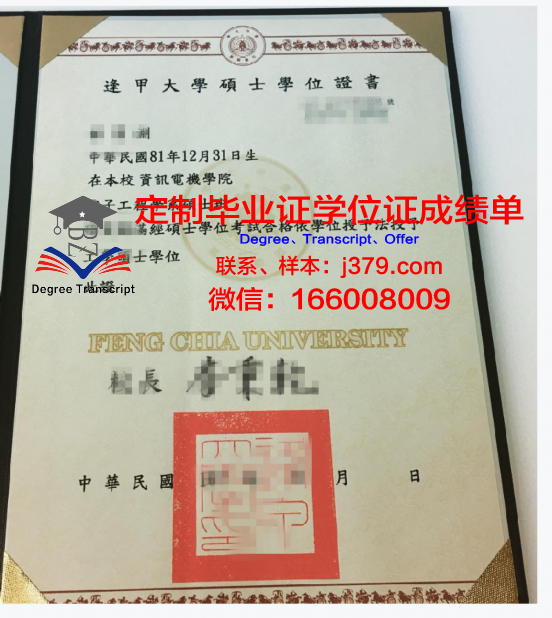 逢甲大學碩士學位證書
號
中華民國81年12月31日生
在本校資訊電機學院
定制毕业证学位证成绩单
經碩士學位考試合格依學位授予法授予
Degree、Transcript、Offer
士學位
联系、样本：j379.com
Degree Transcript
微信：166008009
FENG CHIA UNIVERSITY
長
中華民國 月 日